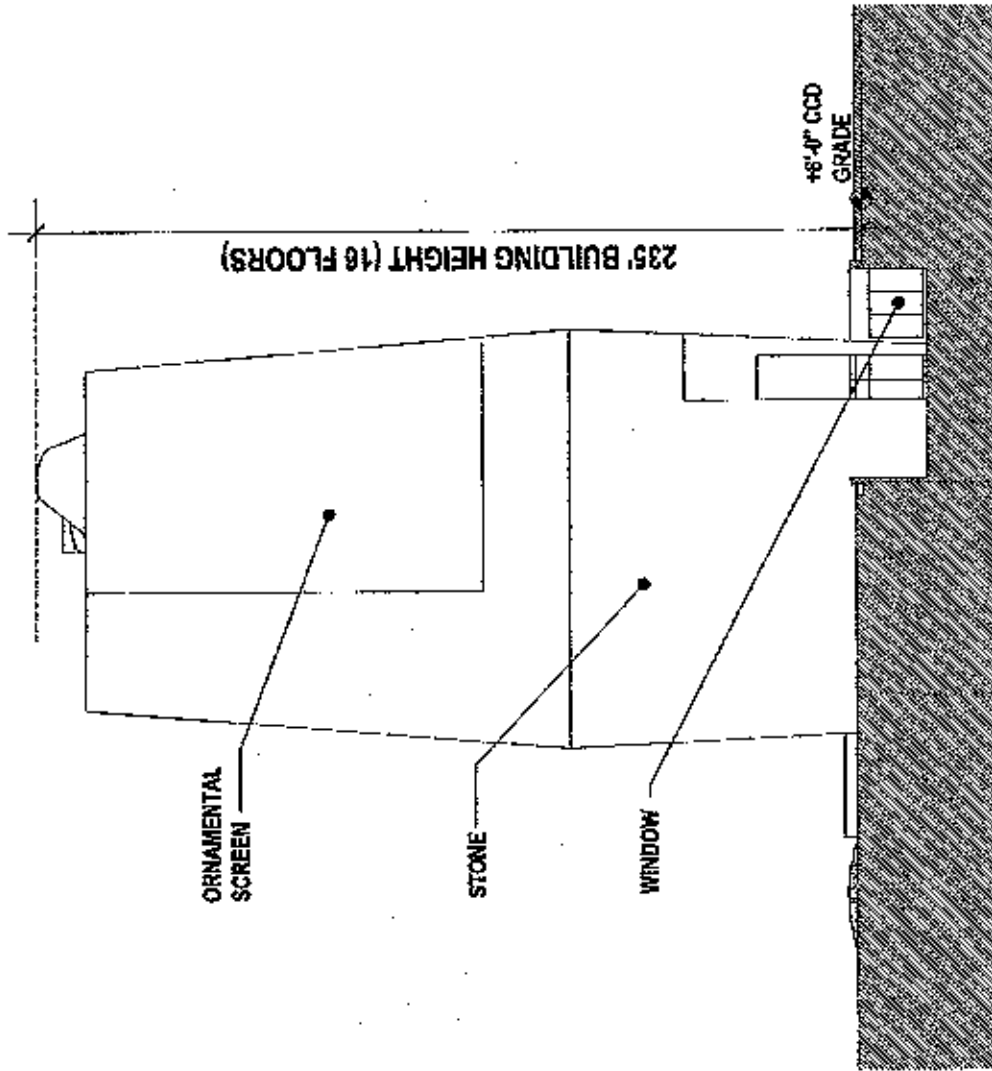 +6'-0" CCD
GRADE
235' BUILDING HEIGHT (16 FLOORS)
ORNAMENTAL
SCREEN
STONE
WINDOW